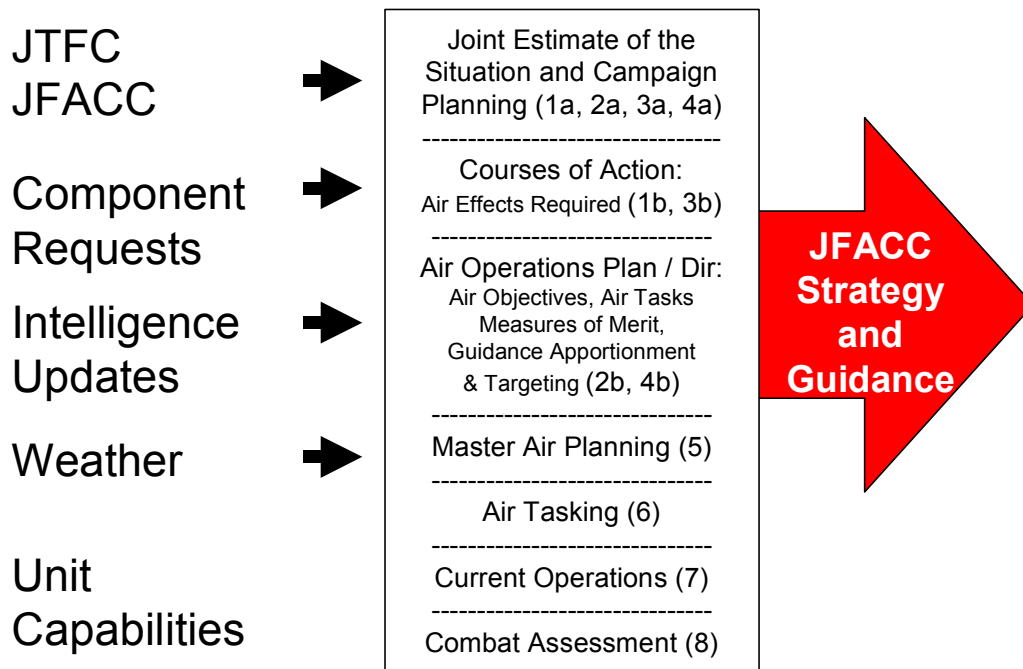 JTFC
JFACC
Component
Requests
Intelligence
Updates
Weather
Unit
Capabilities
Joint Estimate of the
Situation and Campaign
Planning (1a, 2a, 3a, 4a)
--------------------------------
Courses of Action:
Air Effects Required (1b, 3b)
-------------------------------
Air Operations Plan / Dir:
Air Objectives, Air Tasks
Measures of Merit,
Guidance Apportionment
& Targeting (2b, 4b)
-------------------------------
Master Air Planning (5)
-------------------------------
Air Tasking (6)
-------------------------------
Current Operations (7)
-------------------------------
Combat Assessment (8)
JFACC
Strategy
and
Guidance